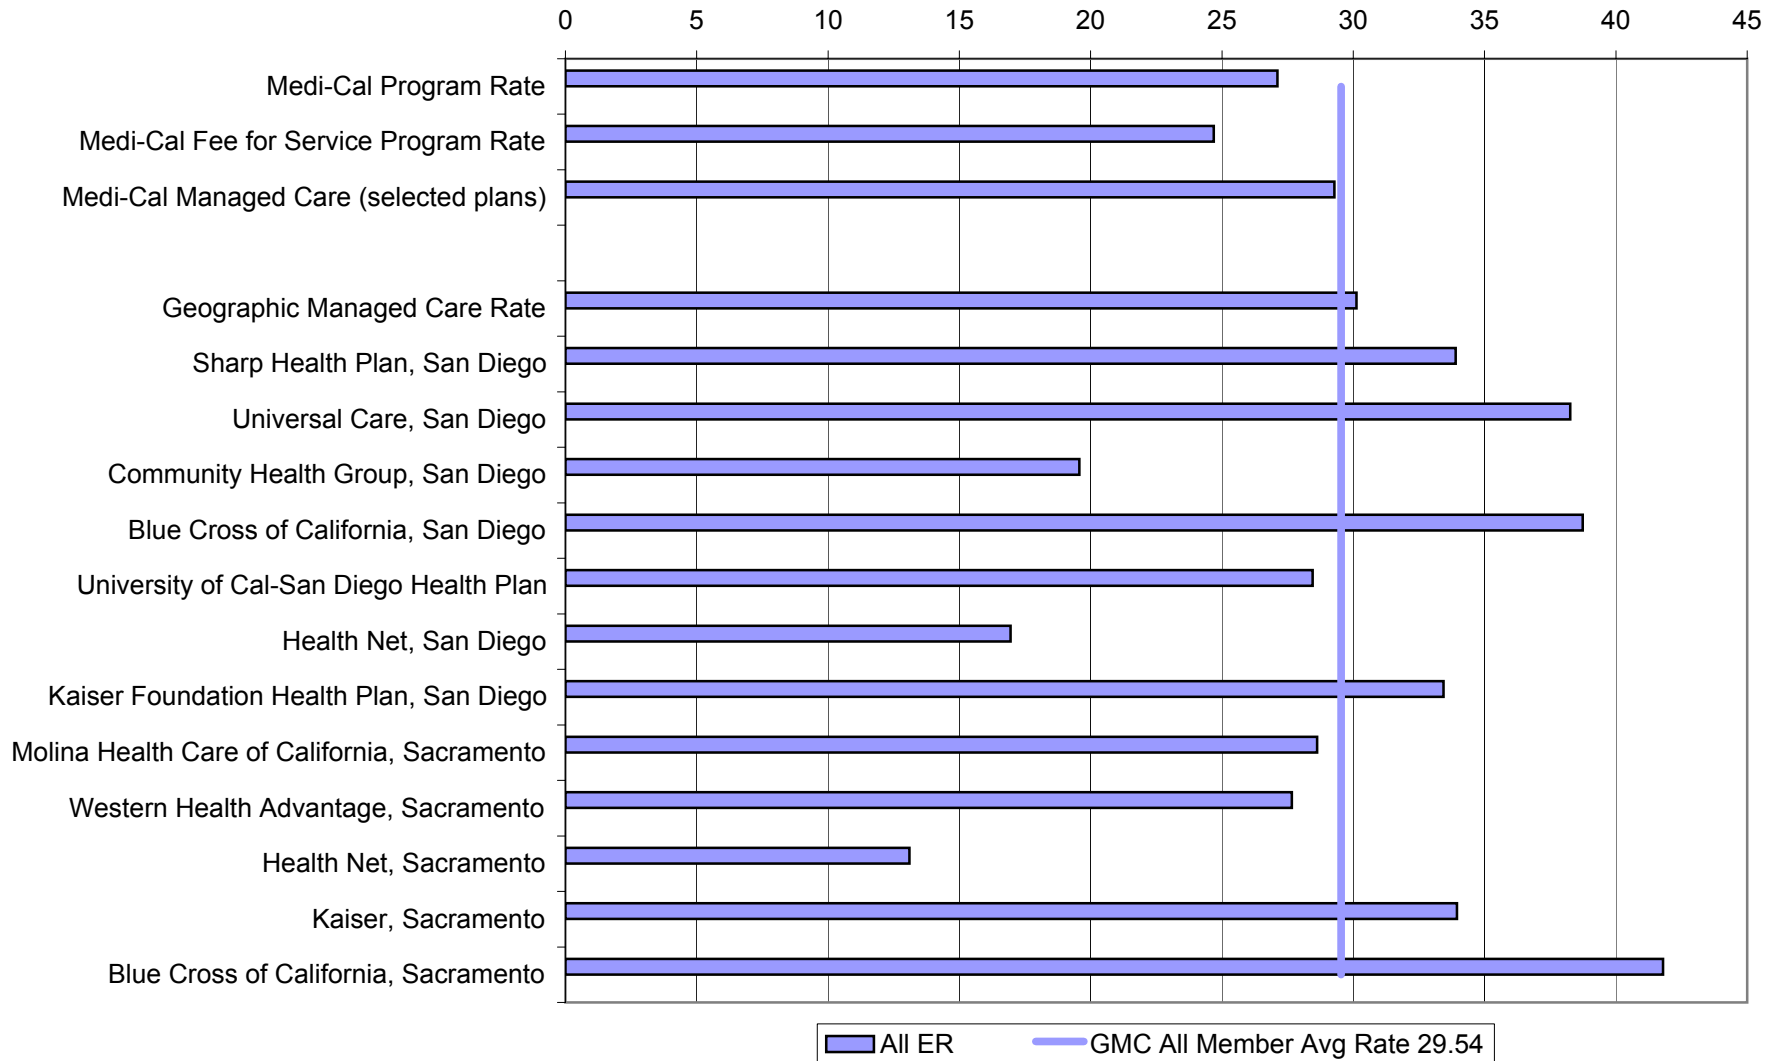 0 5 10 15 20 25 30 35 40 45
Medi-Cal Program Rate
Medi-Cal Fee for Service Program Rate
Medi-Cal Managed Care (selected plans)
Geographic Managed Care Rate
Sharp Health Plan, San Diego
Universal Care, San Diego
Community Health Group, San Diego
Blue Cross of California, San Diego
University of Cal-San Diego Health Plan
Health Net, San Diego
Kaiser Foundation Health Plan, San Diego
Molina Health Care of California, Sacramento
Western Health Advantage, Sacramento
Health Net, Sacramento
Kaiser, Sacramento
Blue Cross of California, Sacramento
All ER GMC All Member Avg Rate 29.54